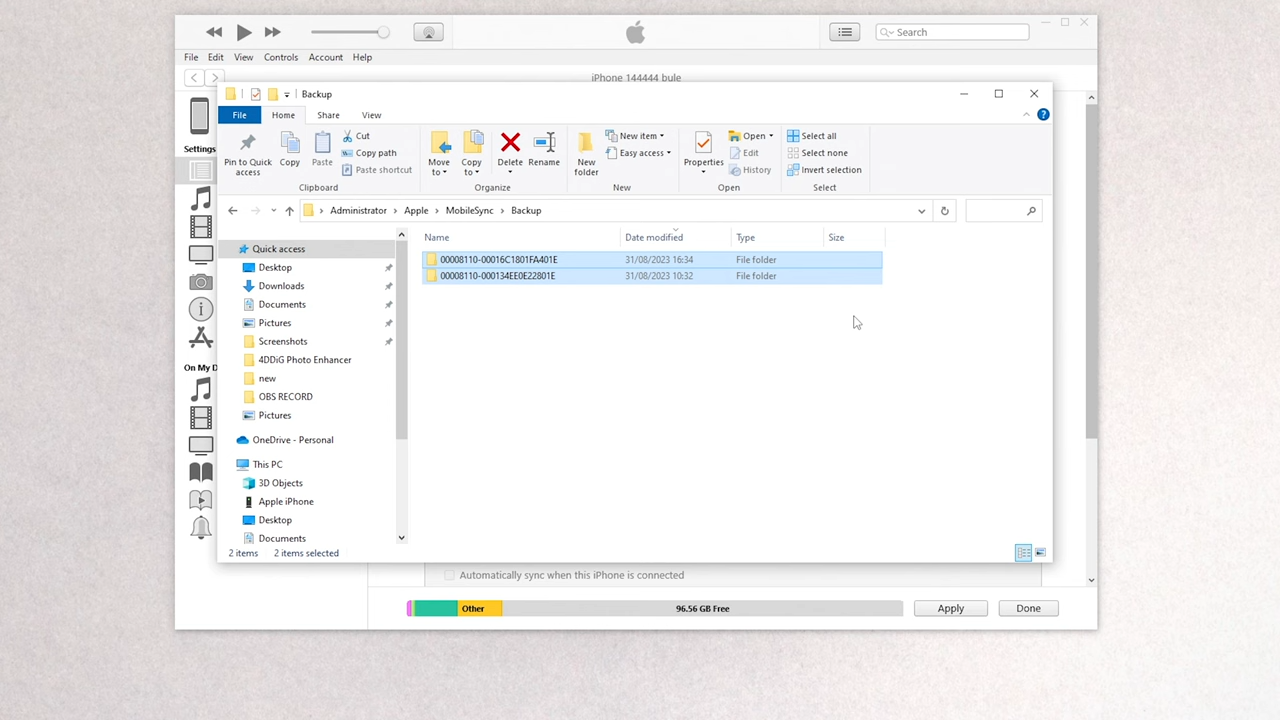 Search
File Edit View Controls Account Help
iPhone 144444 bule
Settings
On My D
Backup
File Home Share View
Pin to Quick access
Copy
Paste
Cut
Copy path
Paste shortcut
Clipboard
Move to
Copy to
Delete
Rename
Organize
New folder
New item
Easy access
New
Properties
Open
Edit
History
Open
Select all
Select none
Invert selection
Select
Administrator > Apple > MobileSync > Backup
Quick access
Desktop
Downloads
Documents
Pictures
Screenshots
4DDiG Photo Enhancer
new
OBS RECORD
Pictures
OneDrive - Personal
This PC
3D Objects
Apple iPhone
Desktop
Documents
Name Date modified Type Size
00008110-00016C1801FA401E 31/08/2023 16:34 File folder
00008110-000134EE0E22801E 31/08/2023 10:32 File folder
2 items 2 items selected
Automatically sync when this iPhone is connected
Other 96.56 GB Free Apply Done